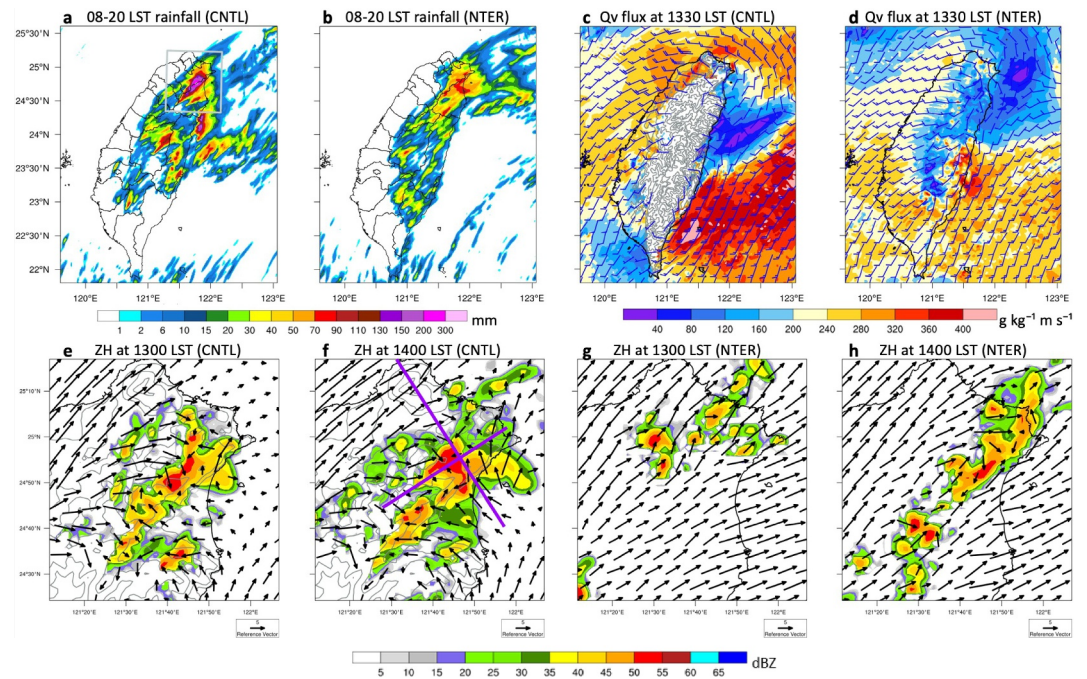 a 08-20 LST rainfall (CNTL)
b 08-20 LST rainfall (NTER)
c Qv flux at 1330 LST (CNTL)
d Qv flux at 1330 LST (NTER)
25°30'N
25°N
24°30'N
24°N
23°30'N
23°N
22°30'N
22°N
120°E 121°E 122°E 123°E
120°E 121°E 122°E 123°E
120°E 121°E 122°E 123°E
120°E 121°E 122°E 123°E
1 2 6 10 15 20 30 40 50 70 90 110 130 150 200 300 mm
40 80 120 160 200 240 280 320 360 400 g kg⁻¹ m s⁻¹
e ZH at 1300 LST (CNTL)
f ZH at 1400 LST (CNTL)
g ZH at 1300 LST (NTER)
h ZH at 1400 LST (NTER)
25°10'N
25°N
24°50'N
24°40'N
24°30'N
121°20'E 121°30'E 121°40'E 121°50'E 122°E
121°20'E 121°30'E 121°40'E 121°50'E 122°E
121°20'E 121°30'E 121°40'E 121°50'E 122°E
121°20'E 121°30'E 121°40'E 121°50'E 122°E
5
Reference Vector
5
Reference Vector
5
Reference Vector
5
Reference Vector
5 10 15 20 25 30 35 40 45 50 55 60 65 dBZ